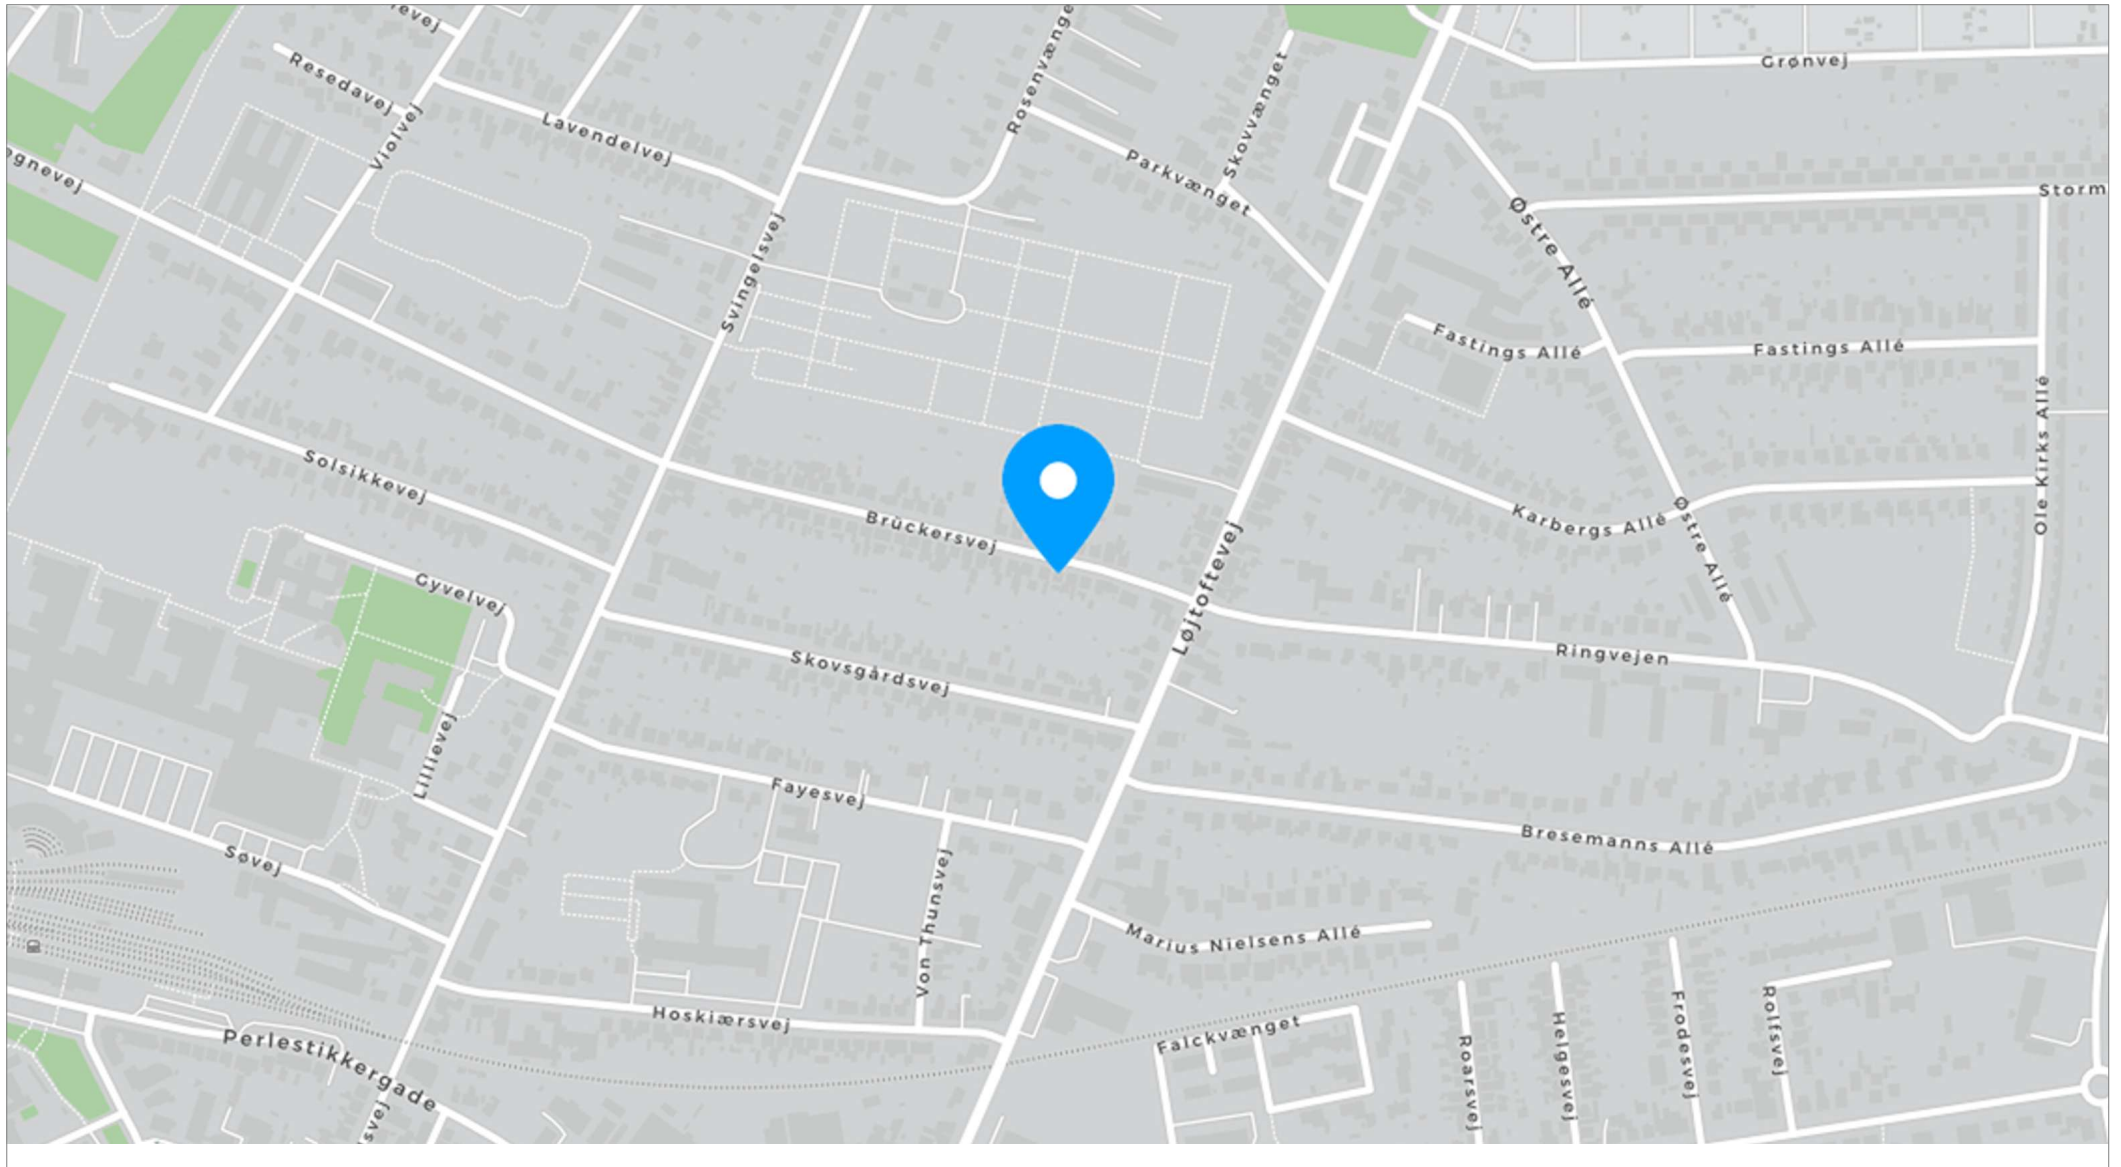 Resedavej
Violvej
Lavendelvej
Rosenvænge
Skovvænget
Parkvænget
Grønvej
Storm
Østre Allé
Svingelsvej
Fastings Allé
Fastings Allé
Ole Kirks Allé
Solsikkevej
Brückersvej
Karbergs Allé
Østre Allé
Løjtoftevej
Gyvelvej
Skovsgårdsvej
Ringvejen
Lillievej
Fayesvej
Bresemanns Allé
Søvej
Von Thunsvej
Marius Nielsens Allé
Hoskiærsvej
Perlestikkergade
Falckvænget
Roarsvej
Helgesvej
Frodesvej
Rolfsvej
ognevej
svej